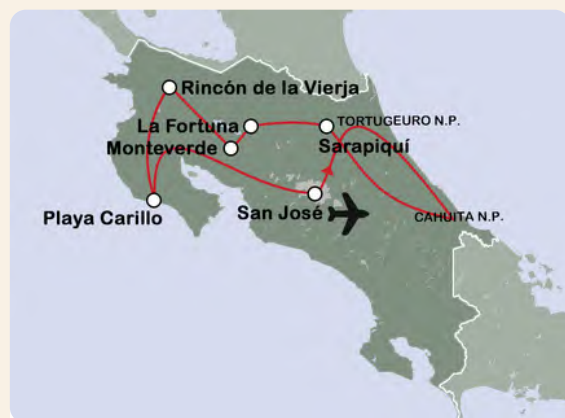 Rincón de la Vierja
TORTUGEURO N.P.
La Fortuna
Sarapiquí
Monteverde
Playa Carillo
San José
CAHUITA N.P.